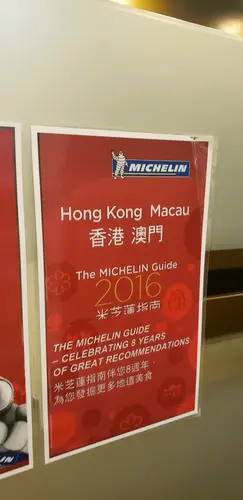 MICHELIN
Hong Kong Macau
香港 澳門
The MICHELIN Guide
2016
米芝蓮指南
THE MICHELIN GUIDE
– CELEBRATING 8 YEARS
OF GREAT RECOMMENDATIONS
米芝蓮指南伴您8週年，
為您發掘更多地道美食
MICHELIN